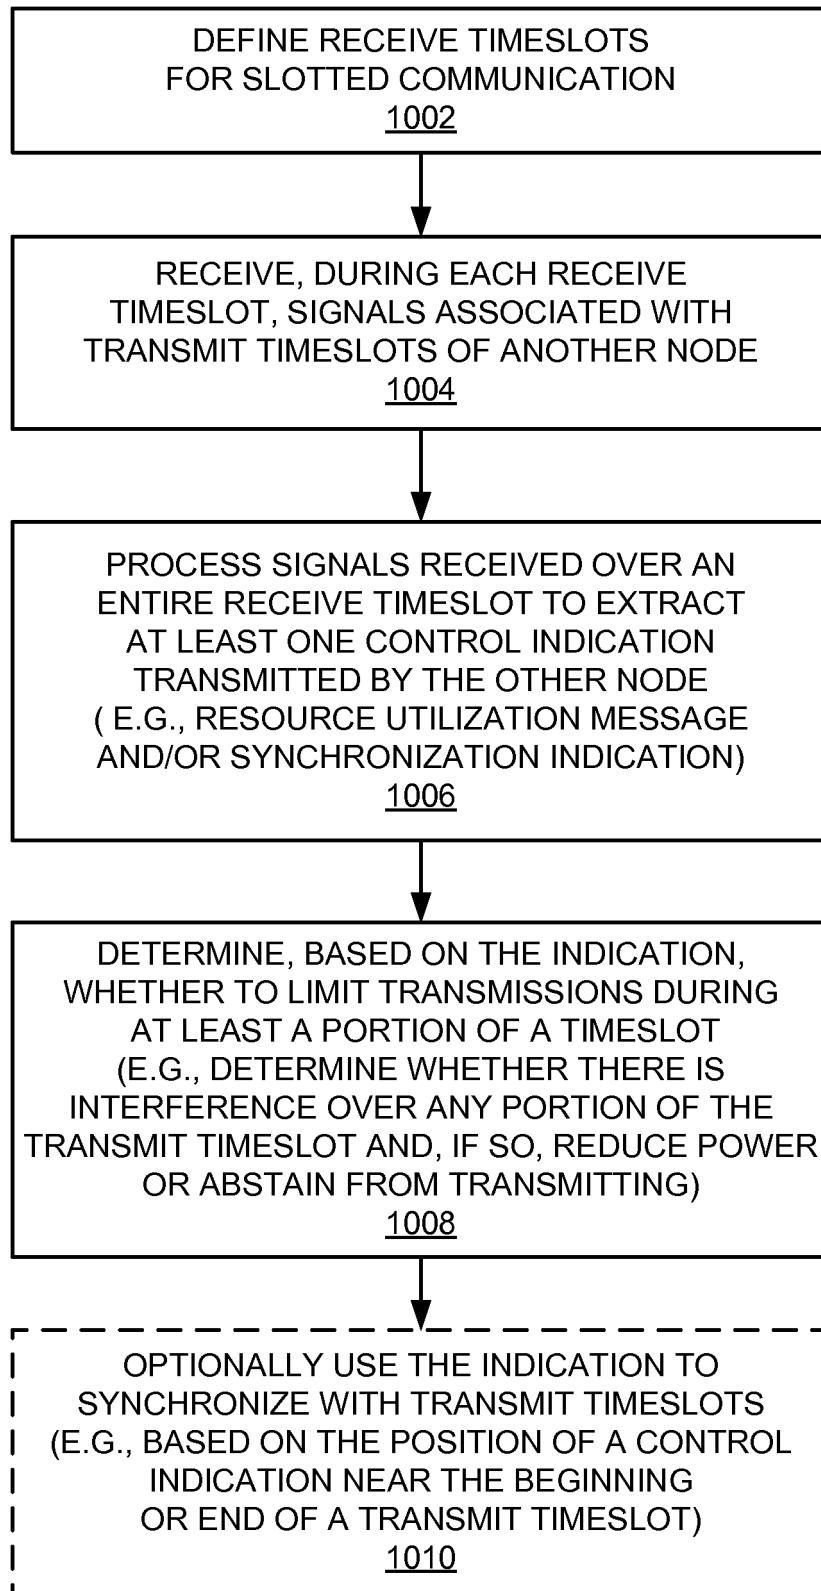 DEFINE RECEIVE TIMESLOTS
FOR SLOTTED COMMUNICATION
1002
RECEIVE, DURING EACH RECEIVE
TIMESLOT, SIGNALS ASSOCIATED WITH
TRANSMIT TIMESLOTS OF ANOTHER NODE
1004
PROCESS SIGNALS RECEIVED OVER AN
ENTIRE RECEIVE TIMESLOT TO EXTRACT
AT LEAST ONE CONTROL INDICATION
TRANSMITTED BY THE OTHER NODE
( E.G., RESOURCE UTILIZATION MESSAGE
AND/OR SYNCHRONIZATION INDICATION)
1006
DETERMINE, BASED ON THE INDICATION,
WHETHER TO LIMIT TRANSMISSIONS DURING
AT LEAST A PORTION OF A TIMESLOT
(E.G., DETERMINE WHETHER THERE IS
INTERFERENCE OVER ANY PORTION OF THE
TRANSMIT TIMESLOT AND, IF SO, REDUCE POWER
OR ABSTAIN FROM TRANSMITTING)
1008
OPTIONALLY USE THE INDICATION TO
SYNCHRONIZE WITH TRANSMIT TIMESLOTS
(E.G., BASED ON THE POSITION OF A CONTROL
INDICATION NEAR THE BEGINNING
OR END OF A TRANSMIT TIMESLOT)
1010